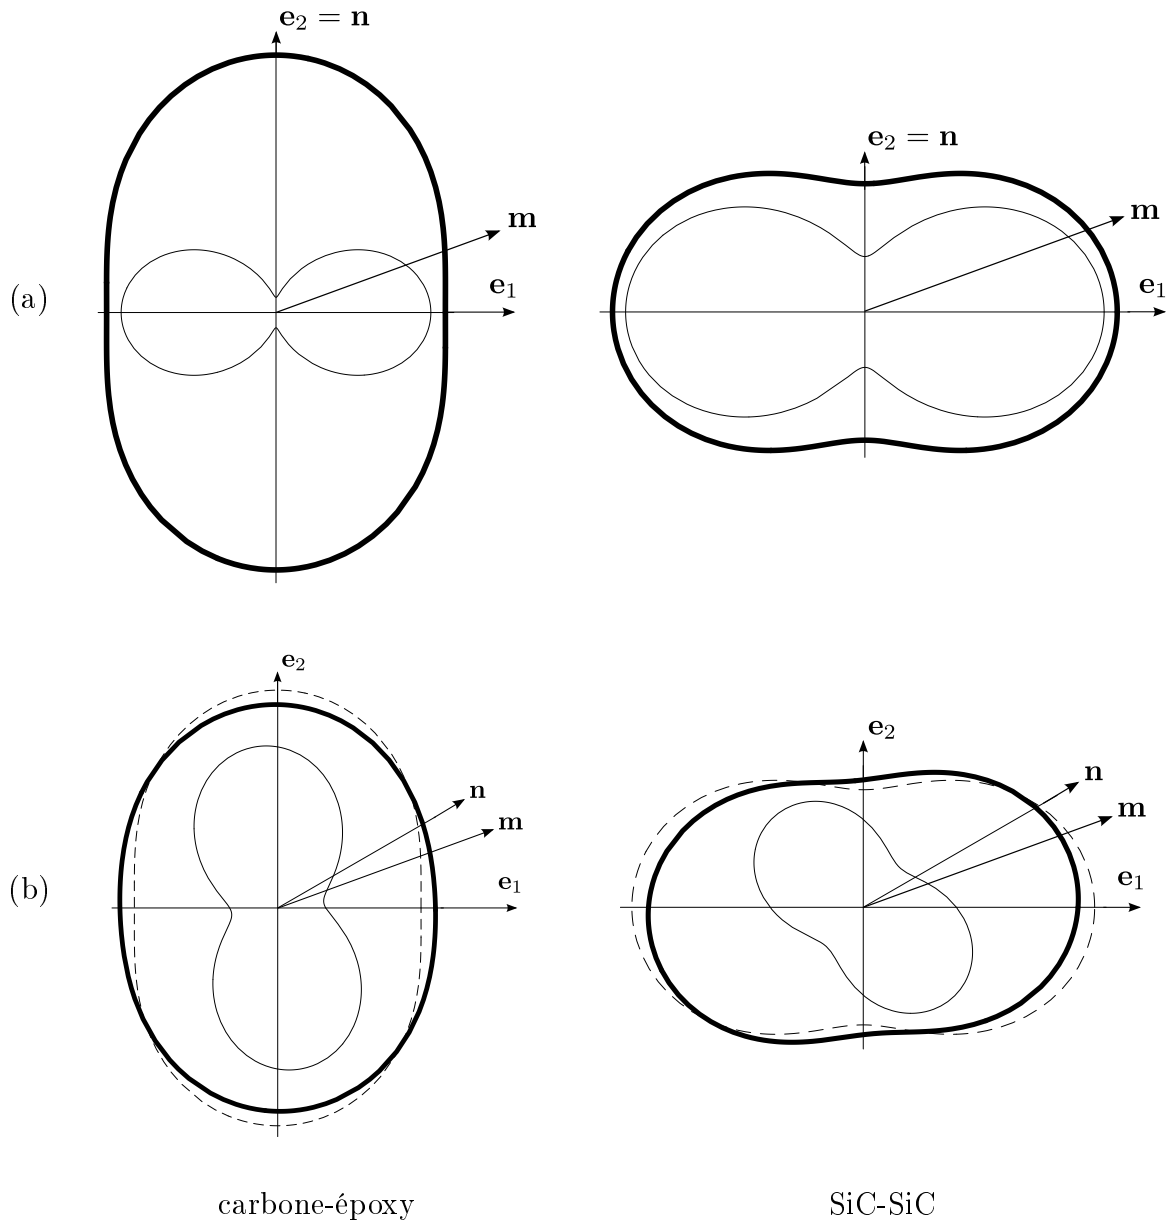 e₂ = n
m
e₁
(a)
e₂ = n
m
e₁
e₂
n
m
e₁
(b)
e₂
n
m
e₁
carbone-époxy
SiC-SiC